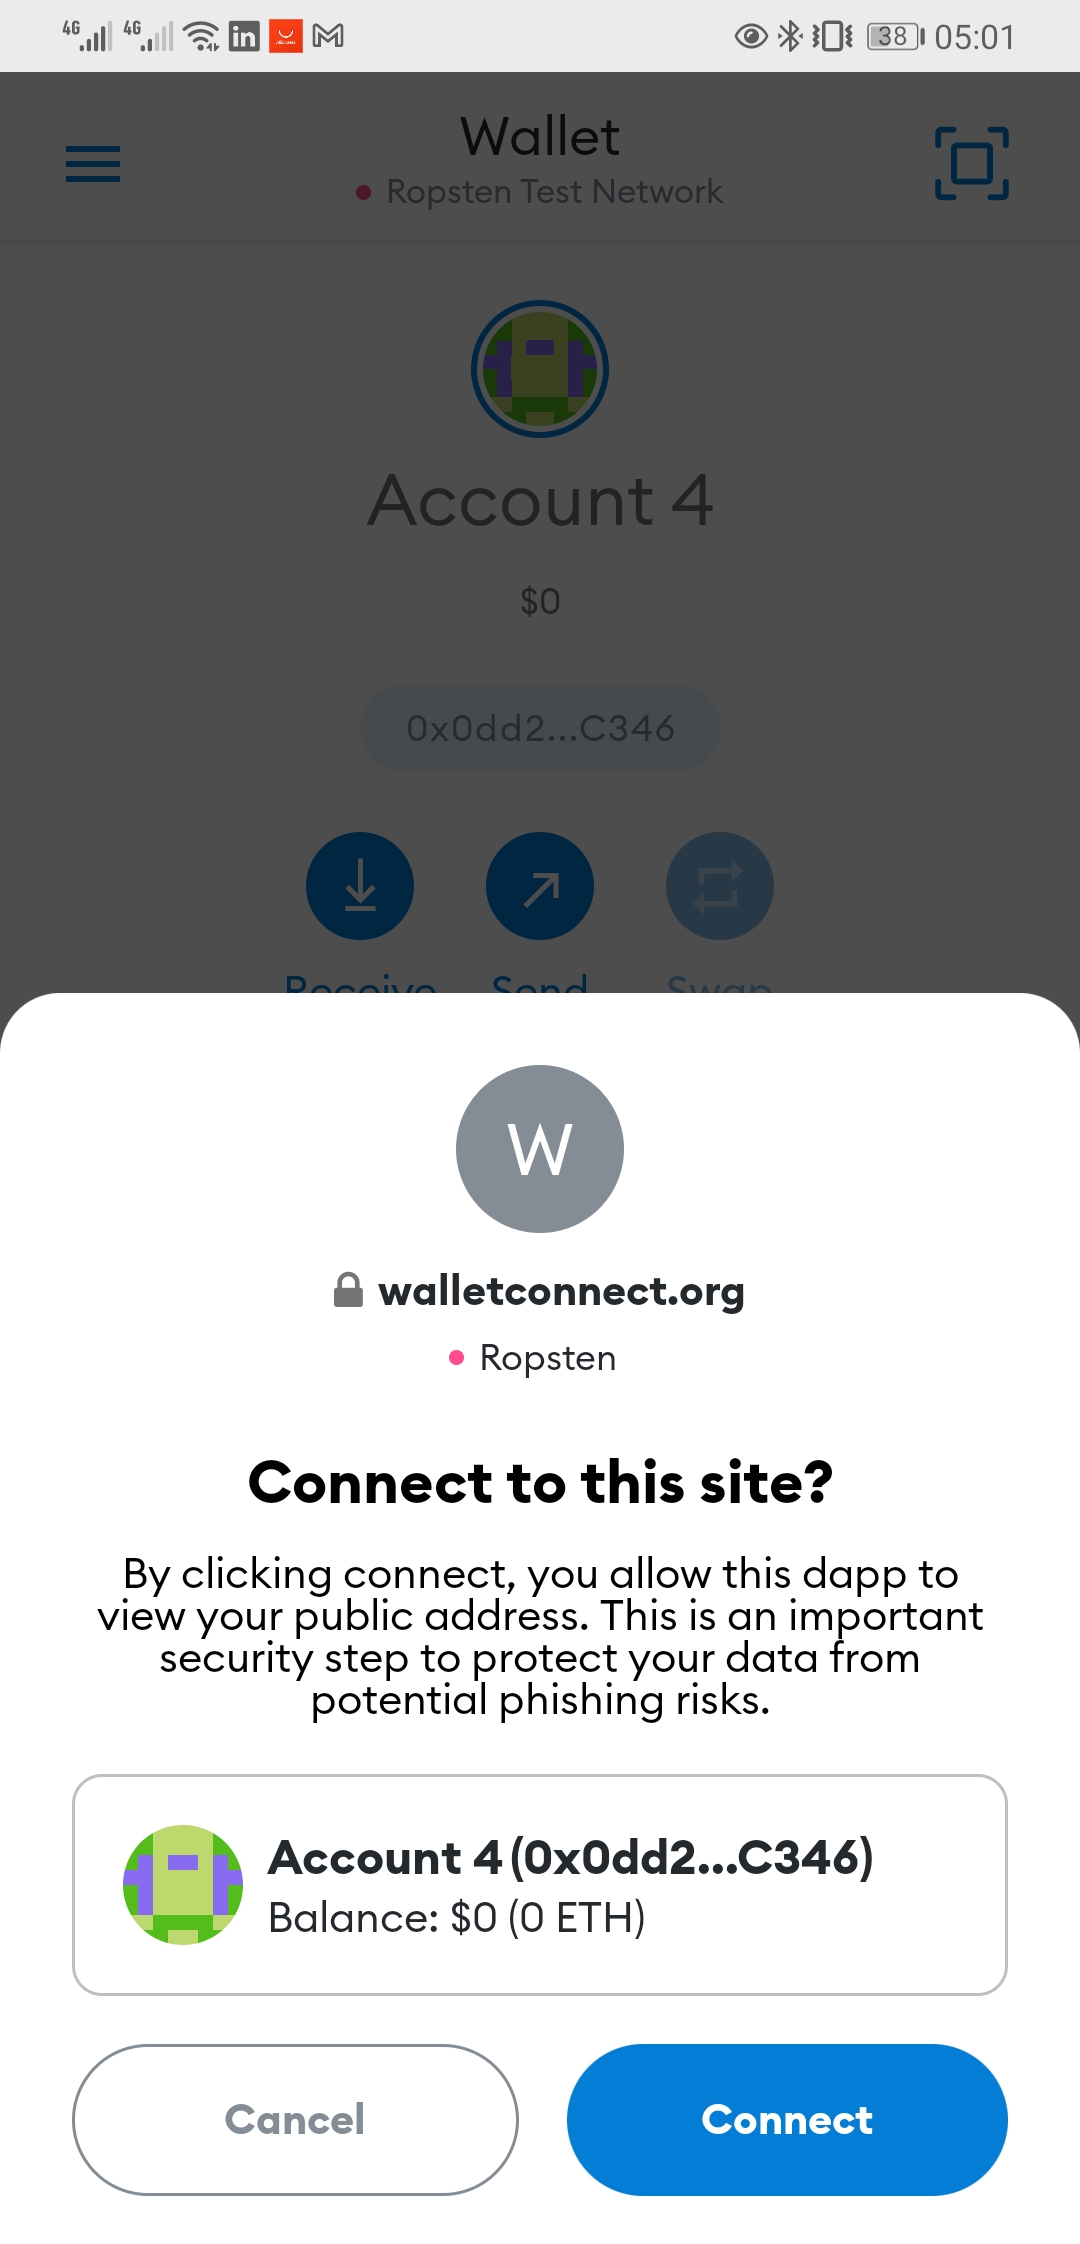 4G 4G in 38 05:01
Wallet
Ropsten Test Network
Account 4
$0
0x0dd2...C346
Receive Send Swap
W
walletconnect.org
Ropsten
Connect to this site?
By clicking connect, you allow this dapp to
view your public address. This is an important
security step to protect your data from
potential phishing risks.
Account 4 (0x0dd2...C346)
Balance: $0 (0 ETH)
Cancel Connect